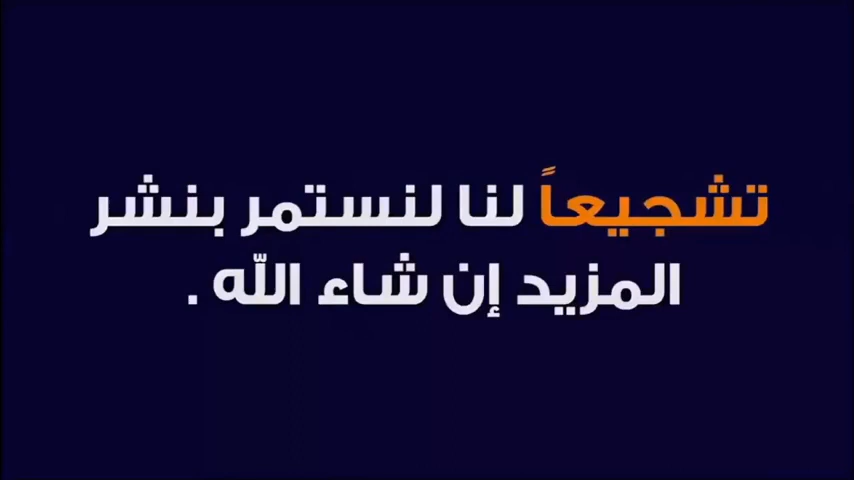 تشجيعاً لنا لنستمر بنشر
المزيد إن شاء الله .